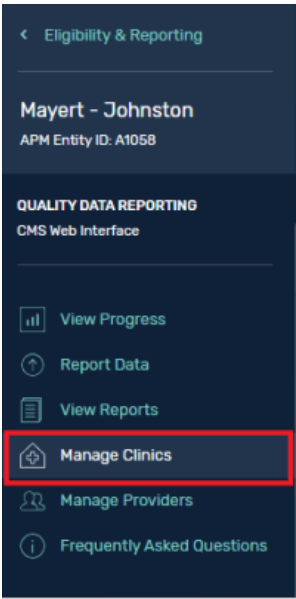 Eligibility & Reporting
Mayert - Johnston
APM Entity ID: A1058
QUALITY DATA REPORTING
CMS Web Interface
View Progress
Report Data
View Reports
Manage Clinics
Manage Providers
Frequently Asked Questions